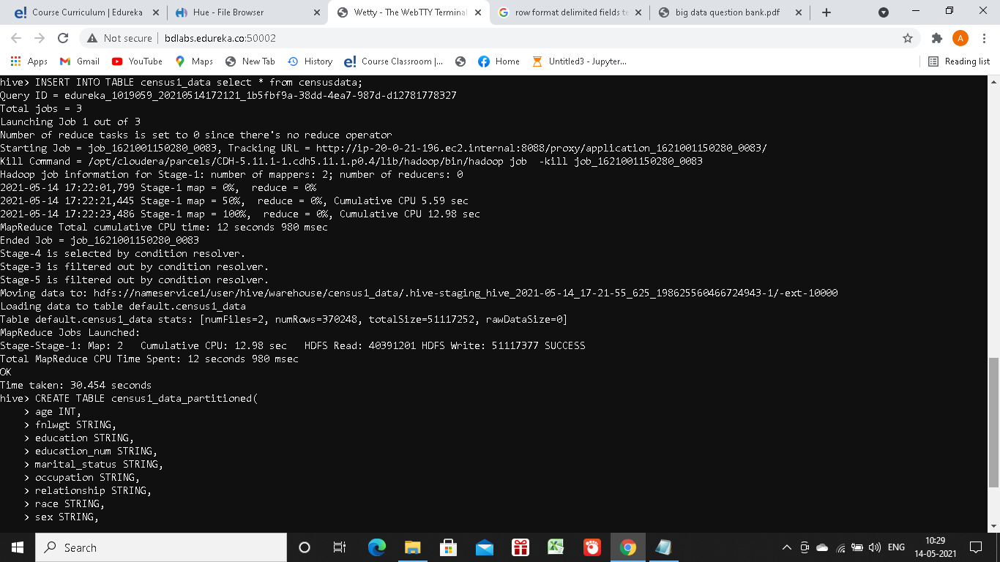 Course Curriculum | Edureka
Hue - File Browser
Wetty - The WebTTY Terminal
row format delimited fields te
big data question bank.pdf
Not secure | bdlabs.edureka.co:50002
Apps
Gmail
YouTube
Maps
New Tab
History
Course Classroom |...
Home
Untitled3 - Jupyter...
Reading list
hive> INSERT INTO TABLE census1_data select * from censusdata;
Query ID = edureka_1019059_20210514172121_1b5fbf9a-38dd-4ea7-987d-d12781778327
Total jobs = 3
Launching Job 1 out of 3
Number of reduce tasks is set to 0 since there's no reduce operator
Starting Job = job_1621001150280_0083, Tracking URL = http://ip-20-0-21-196.ec2.internal:8088/proxy/application_1621001150280_0083/
Kill Command = /opt/cloudera/parcels/CDH-5.11.1-1.cdh5.11.1.p0.4/lib/hadoop/bin/hadoop job  -kill job_1621001150280_0083
Hadoop job information for Stage-1: number of mappers: 2; number of reducers: 0
2021-05-14 17:22:01,799 Stage-1 map = 0%,  reduce = 0%
2021-05-14 17:22:21,445 Stage-1 map = 50%,  reduce = 0%, Cumulative CPU 5.59 sec
2021-05-14 17:22:23,486 Stage-1 map = 100%,  reduce = 0%, Cumulative CPU 12.98 sec
MapReduce Total cumulative CPU time: 12 seconds 980 msec
Ended Job = job_1621001150280_0083
Stage-4 is selected by condition resolver.
Stage-3 is filtered out by condition resolver.
Stage-5 is filtered out by condition resolver.
Moving data to: hdfs://nameservice1/user/hive/warehouse/census1_data/.hive-staging_hive_2021-05-14_17-21-55_625_198625560466724943-1/-ext-10000
Loading data to table default.census1_data
Table default.census1_data stats: [numFiles=2, numRows=370248, totalSize=51117252, rawDataSize=0]
MapReduce Jobs Launched:
Stage-Stage-1: Map: 2   Cumulative CPU: 12.98 sec   HDFS Read: 40391201 HDFS Write: 51117377 SUCCESS
Total MapReduce CPU Time Spent: 12 seconds 980 msec
OK
Time taken: 30.454 seconds
hive> CREATE TABLE census1_data_partitioned(
    > age INT,
    > fnlwgt STRING,
    > education STRING,
    > education_num STRING,
    > marital_status STRING,
    > occupation STRING,
    > relationship STRING,
    > race STRING,
    > sex STRING,
Search
ENG
10:29
14-05-2021